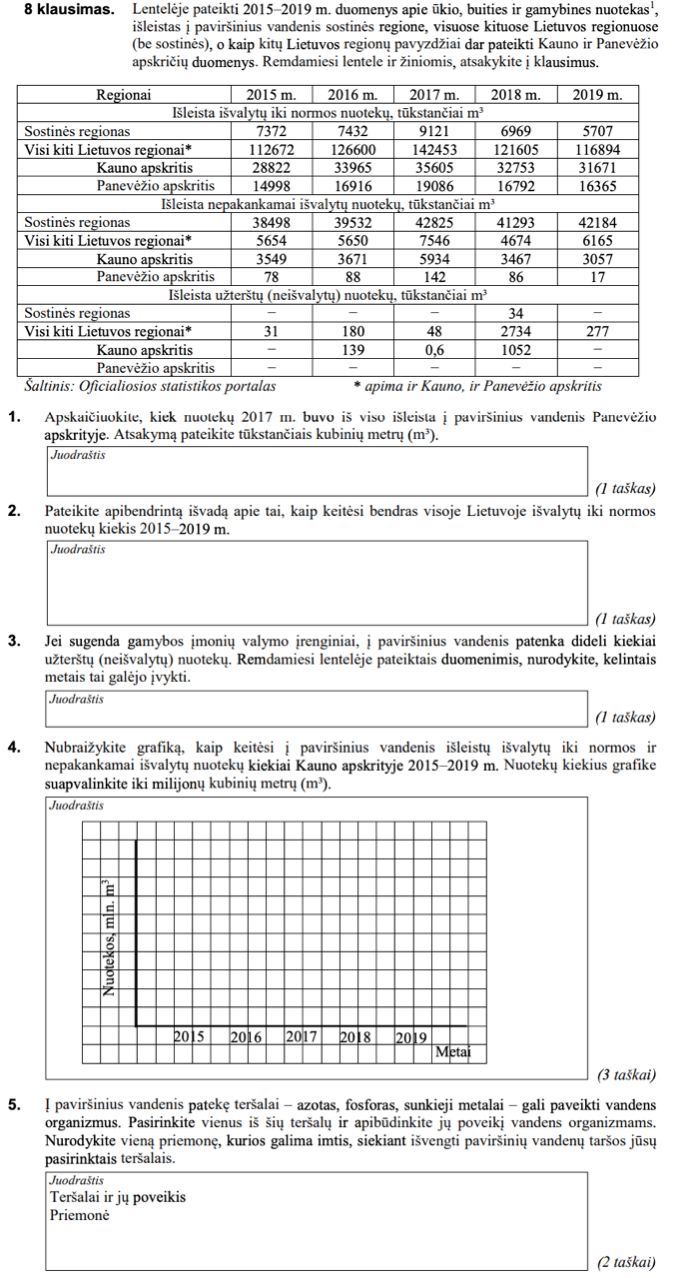 8 klausimas. Lentelėje pateikti 2015–2019 m. duomenys apie ūkio, buities ir gamybines nuotekas¹,
išleistas į paviršinius vandenis sostinės regione, visuose kituose Lietuvos regionuose
(be sostinės), o kaip kitų Lietuvos regionų pavyzdžiai dar pateikti Kauno ir Panevėžio
apskričių duomenys. Remdamiesi lentele ir žiniomis, atsakykite į klausimus.
Regionai 2015 m. 2016 m. 2017 m. 2018 m. 2019 m.
Išleista išvalytų iki normos nuotekų, tūkstančiai m³
Sostinės regionas 7372 7432 9121 6969 5707
Visi kiti Lietuvos regionai* 112672 126600 142453 121605 116894
Kauno apskritis 28822 33965 35605 32753 31671
Panevėžio apskritis 14998 16916 19086 16792 16365
Išleista nepakankamai išvalytų nuotekų, tūkstančiai m³
Sostinės regionas 38498 39532 42825 41293 42184
Visi kiti Lietuvos regionai* 5654 5650 7546 4674 6165
Kauno apskritis 3549 3671 5934 3467 3057
Panevėžio apskritis 78 88 142 86 17
Išleista užterštų (neišvalytų) nuotekų, tūkstančiai m³
Sostinės regionas – – – 34 –
Visi kiti Lietuvos regionai* 31 180 48 2734 277
Kauno apskritis – 139 0,6 1052 –
Panevėžio apskritis – – – – –
Šaltinis: Oficialiosios statistikos portalas * apima ir Kauno, ir Panevėžio apskritis
1. Apskaičiuokite, kiek nuotekų 2017 m. buvo iš viso išleista į paviršinius vandenis Panevėžio
apskrityje. Atsakymą pateikite tūkstančiais kubinių metrų (m³).
Juodraštis
(1 taškas)
2. Pateikite apibendrintą išvadą apie tai, kaip keitėsi bendras visoje Lietuvoje išvalytų iki normos
nuotekų kiekis 2015–2019 m.
Juodraštis
(1 taškas)
3. Jei sugenda gamybos įmonių valymo įrenginiai, į paviršinius vandenis patenka dideli kiekiai
užterštų (neišvalytų) nuotekų. Remdamiesi lentelėje pateiktais duomenimis, nurodykite, kelintais
metais tai galėjo įvykti.
Juodraštis
(1 taškas)
4. Nubraižykite grafiką, kaip keitėsi į paviršinius vandenis išleistų išvalytų iki normos ir
nepakankamai išvalytų nuotekų kiekiai Kauno apskrityje 2015–2019 m. Nuotekų kiekius grafike
suapvalinkite iki milijonų kubinių metrų (m³).
Juodraštis
Nuotekos, mln. m³
2015 2016 2017 2018 2019
Metai
(3 taškai)
5. Į paviršinius vandenis patekę teršalai – azotas, fosforas, sunkieji metalai – gali paveikti vandens
organizmus. Pasirinkite vienus iš šių teršalų ir apibūdinkite jų poveikį vandens organizmams.
Nurodykite vieną priemonę, kurios galima imtis, siekiant išvengti paviršinių vandenų taršos jūsų
pasirinktais teršalais.
Juodraštis
Teršalai ir jų poveikis
Priemonė
(2 taškai)